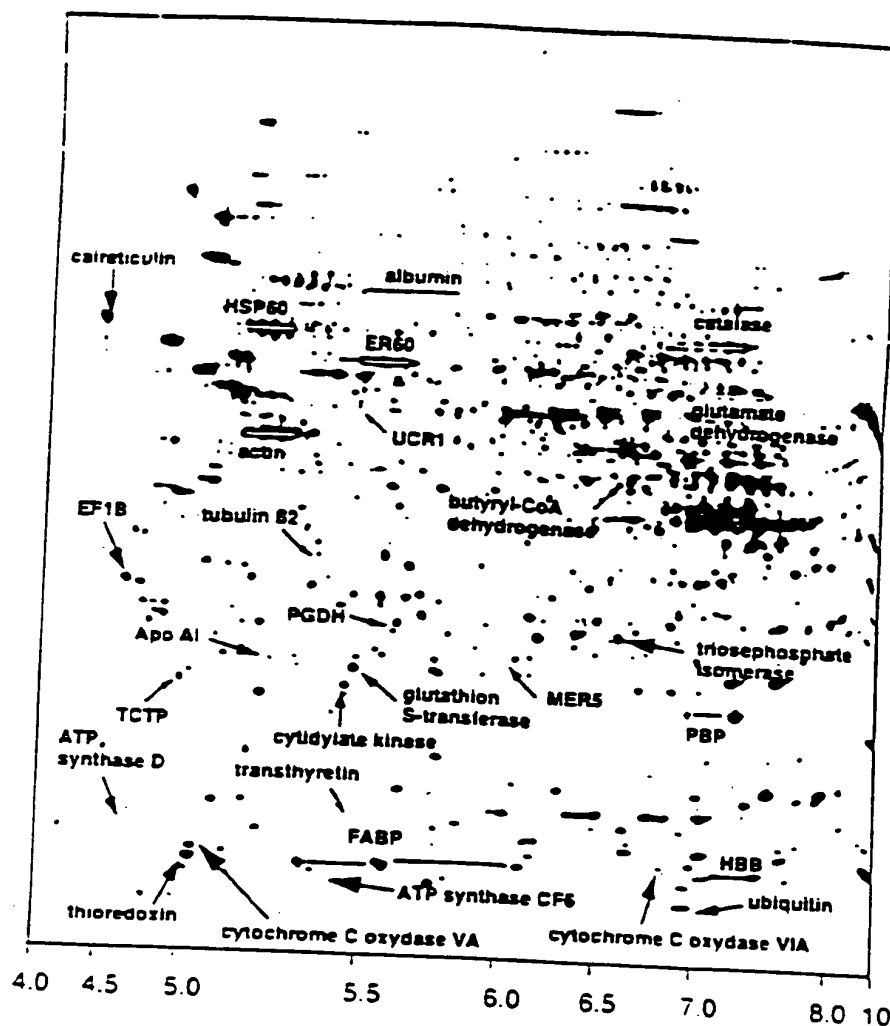 calreticulin
albumin
HSP60
catalase
ER60
glutamate
dehydrogenase
UCR1
actin
butyryl-CoA
dehydrogenase
EF1B
tubulin B2
PGDH
Apo AI
triosephosphate
isomerase
glutathion
S-transferase
MER5
TCTP
cytidylate kinase
PBP
ATP
synthase D
transthyretin
FABP
HBB
ATP synthase CF6
thioredoxin
ubiquitin
cytochrome C oxydase VA
cytochrome C oxydase VIA
4.0 4.5 5.0 5.5 6.0 6.5 7.0 8.0 10